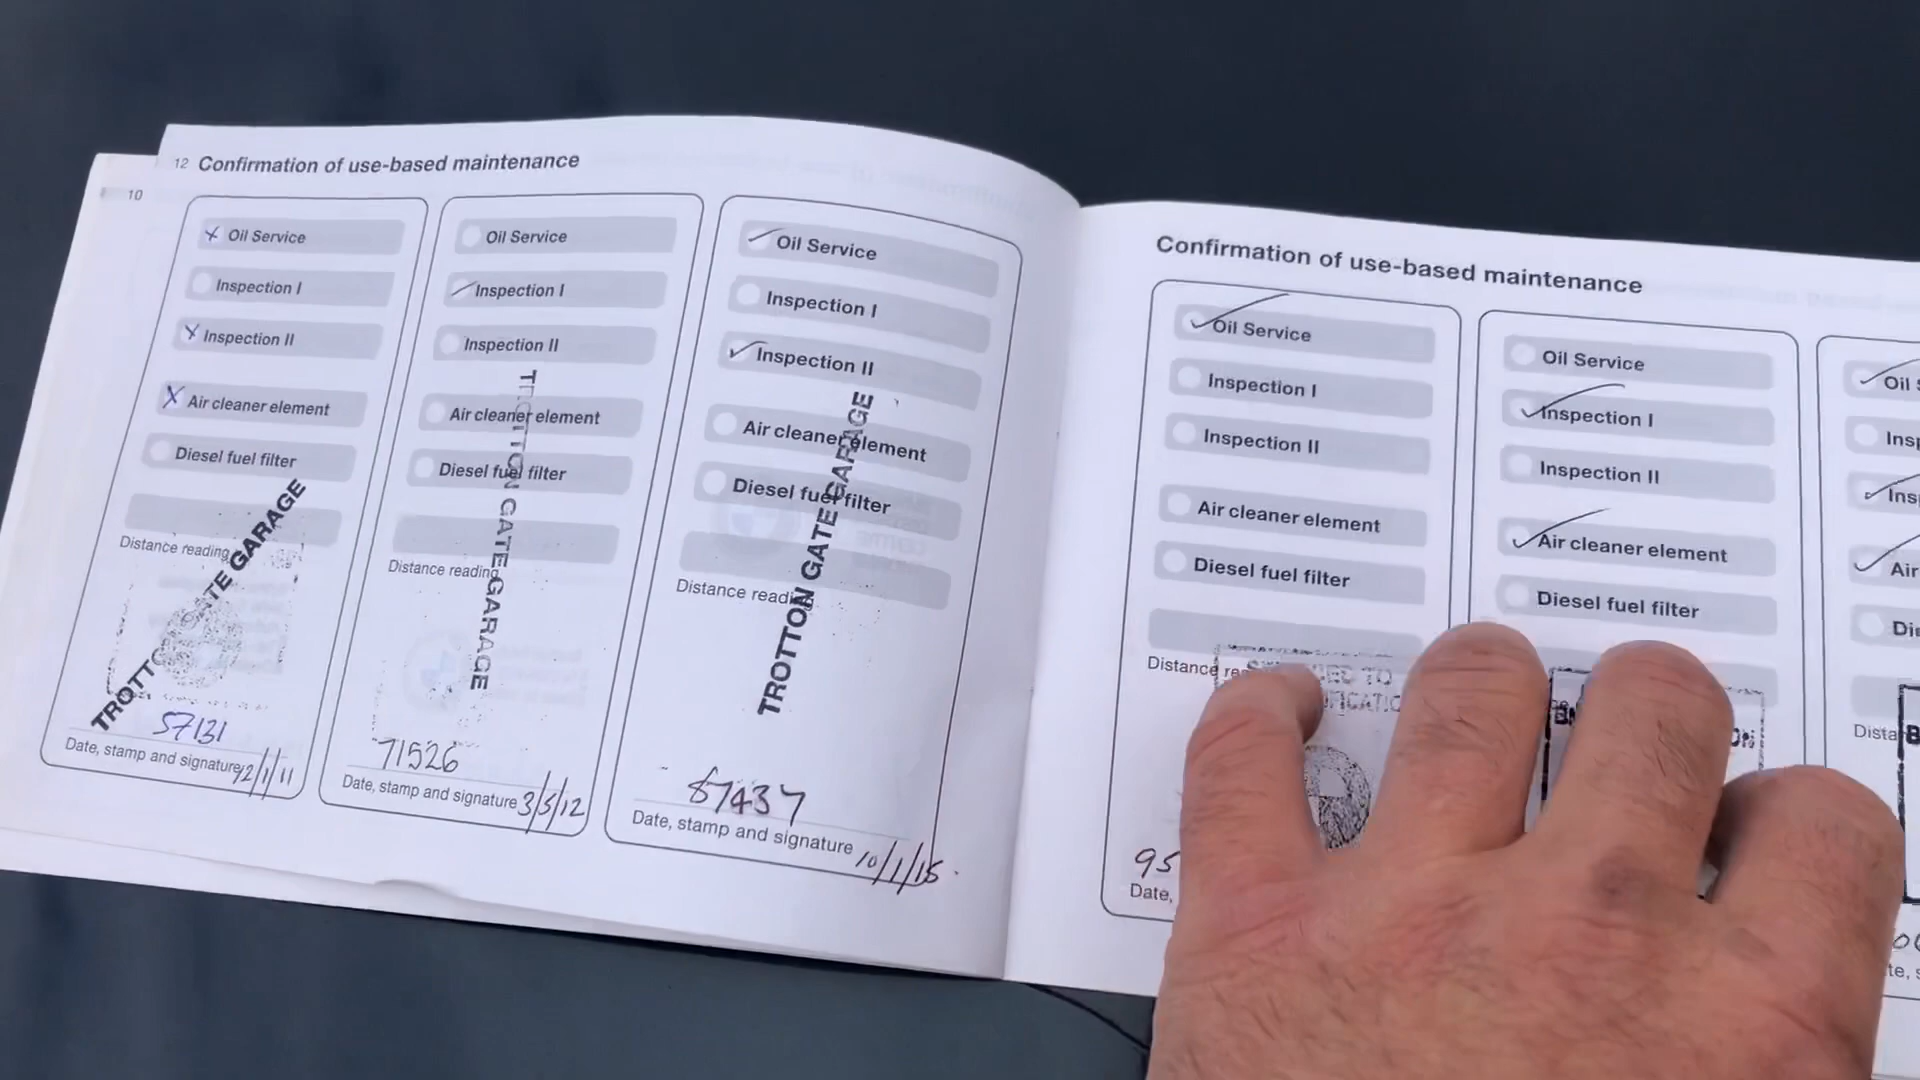 12 Confirmation of use-based maintenance
10
Oil Service
Inspection I
Inspection II
Air cleaner element
Diesel fuel filter
Distance reading
TROTTON GATE GARAGE
57131
Date, stamp and signature 12/1/11
Oil Service
Inspection I
Inspection II
Air cleaner element
Diesel fuel filter
Distance reading
TROTTON GATE GARAGE
71526
Date, stamp and signature 3/5/12
Oil Service
Inspection I
Inspection II
Air cleaner element
Diesel fuel filter
Distance reading
TROTTON GATE GARAGE
87437
Date, stamp and signature 10/1/15
Confirmation of use-based maintenance
Oil Service
Inspection I
Inspection II
Air cleaner element
Diesel fuel filter
Distance
TO
95
Date,
Oil Service
Inspection I
Inspection II
Air cleaner element
Diesel fuel filter
Oil
Air